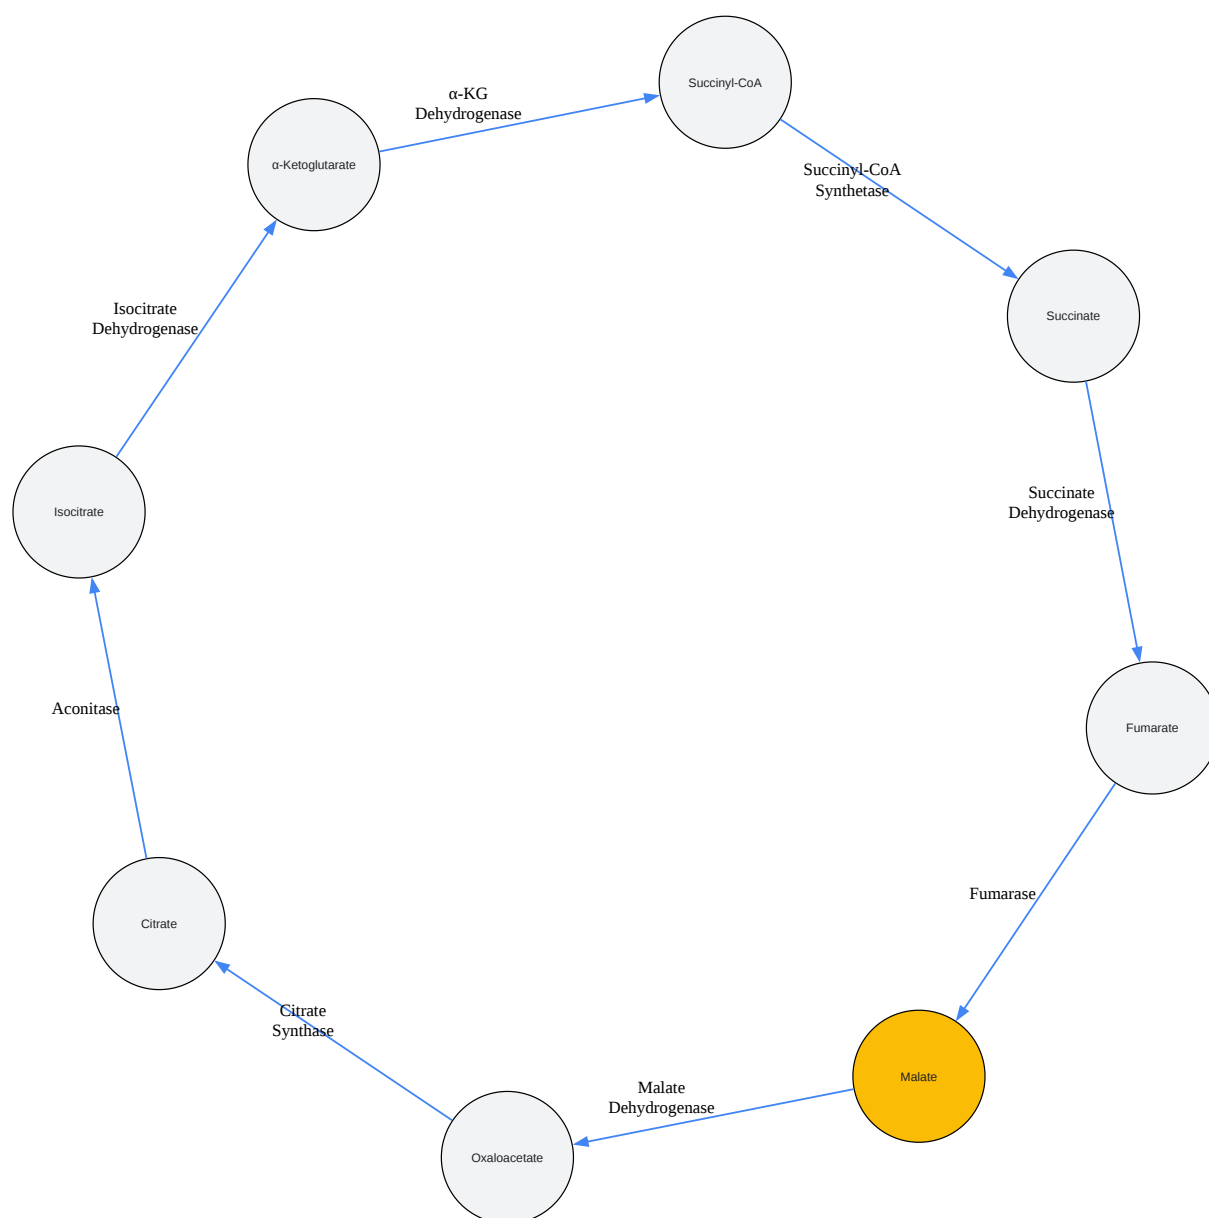 Succinyl-CoA
α-KG
Dehydrogenase
α-Ketoglutarate
Succinyl-CoA
Synthetase
Isocitrate
Dehydrogenase
Succinate
Succinate
Dehydrogenase
Isocitrate
Aconitase
Fumarate
Fumarase
Citrate
Citrate
Synthase
Malate
Malate
Dehydrogenase
Oxaloacetate